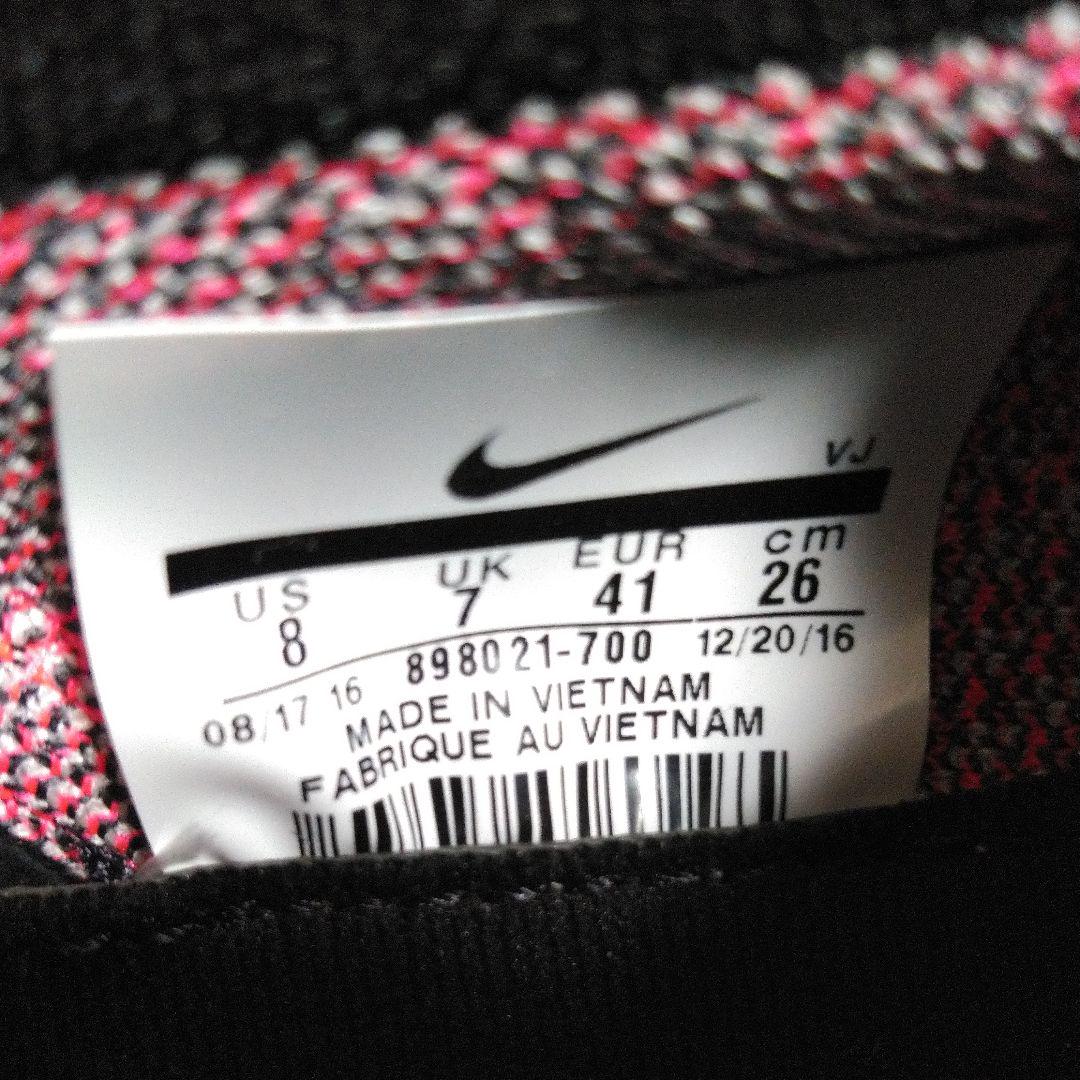 VJ
US UK EUR cm
8 7 41 26
08/17 16 898021-700 12/20/16
MADE IN VIETNAM
FABRIQUE AU VIETNAM